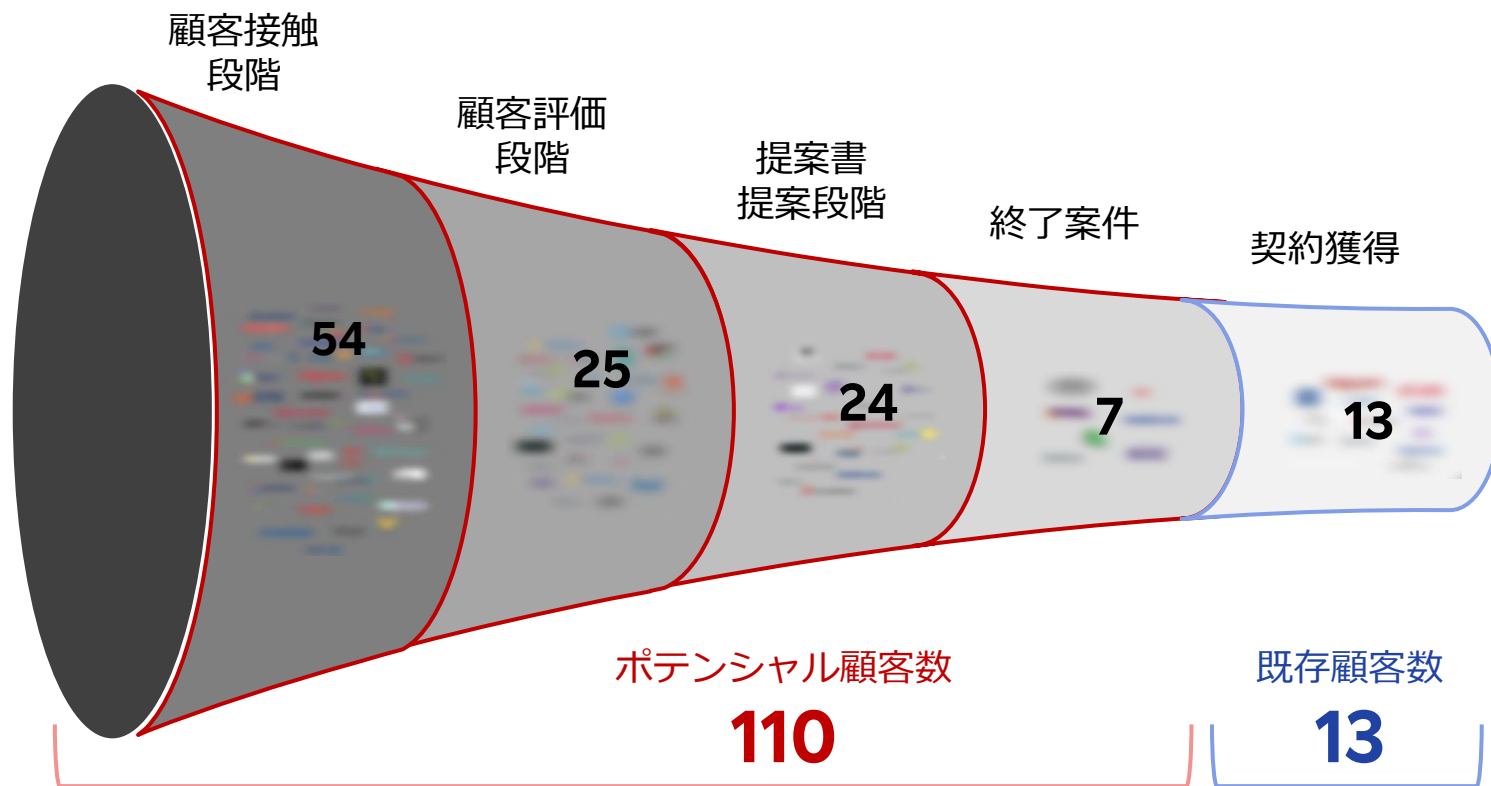 顧客接触
段階
顧客評価
段階
提案書
提案段階
終了案件
契約獲得
54
25
24
7
13
ポテンシャル顧客数
110
既存顧客数
13